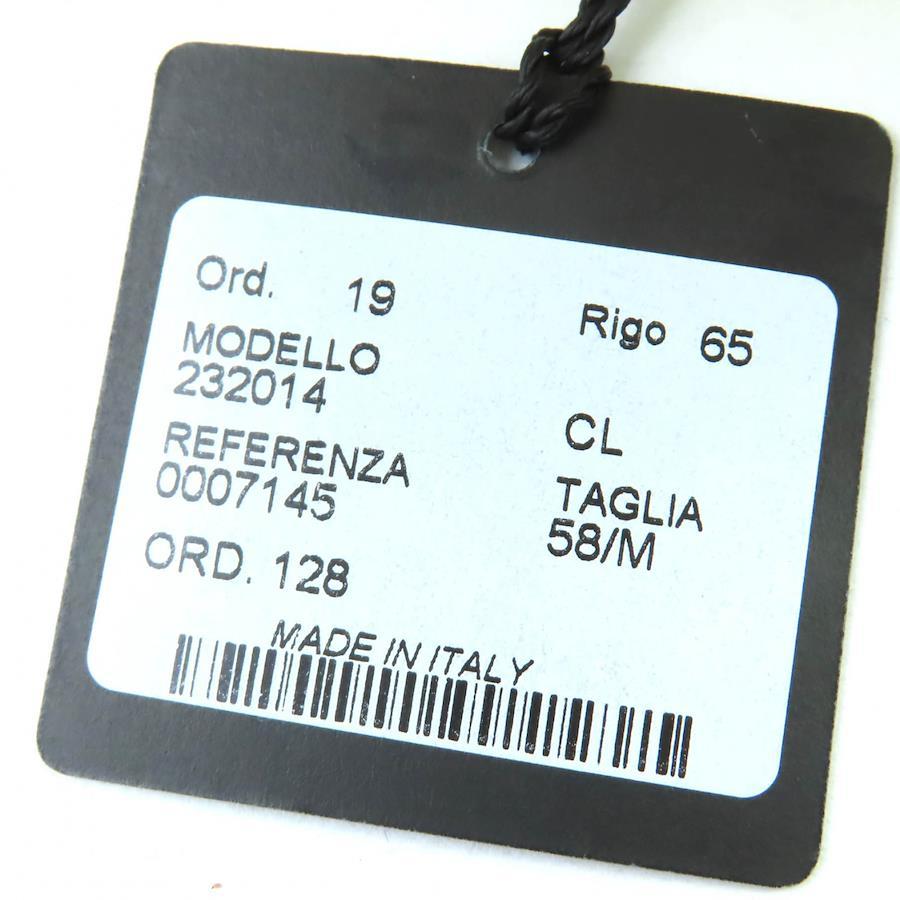 Ord. 19 Rigo 65
MODELLO
232014
CL
REFERENZA
0007145
TAGLIA
58/M
ORD. 128
MADE IN ITALY